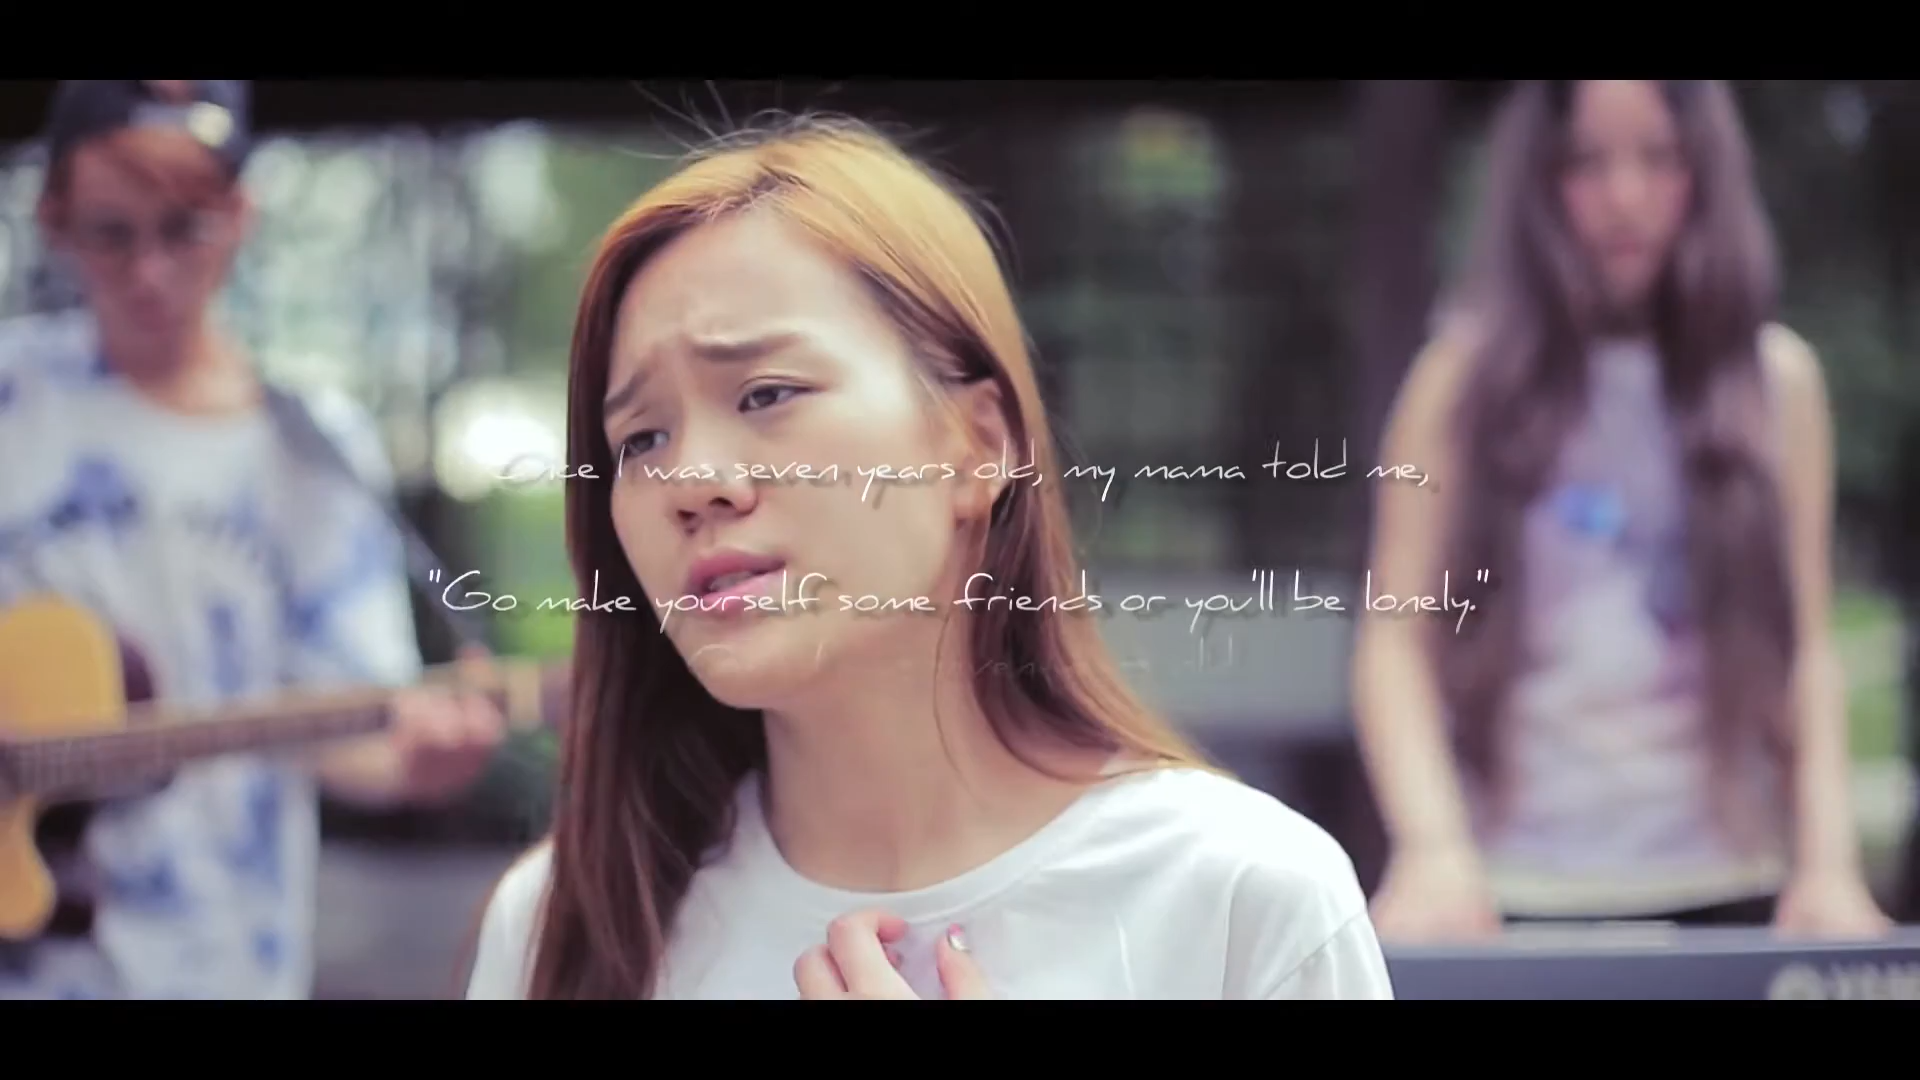 Once I was seven years old, my mama told me,
"Go make yourself some friends or you'll be lonely."